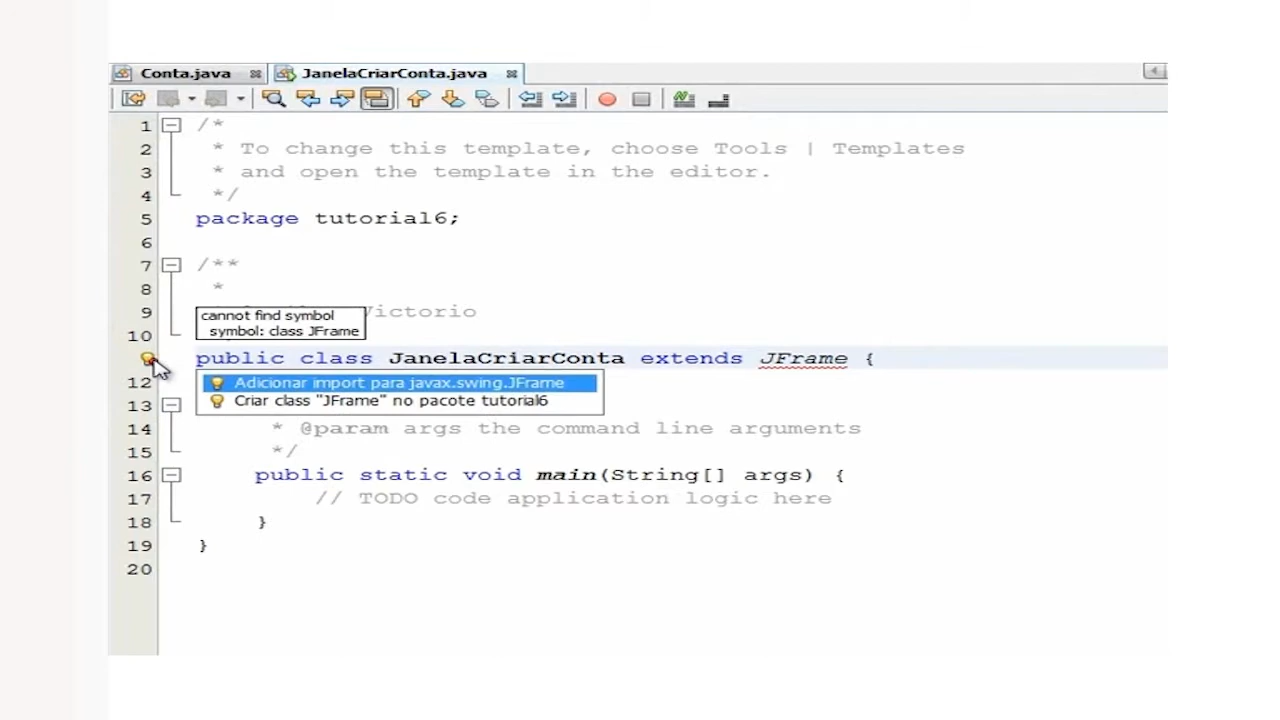 Conta.java JanelaCriarConta.java
1 /*
2 * To change this template, choose Tools | Templates
3 * and open the template in the editor.
4 */
5 package tutorial6;
6
7 /**
8 *
9 Victorio
cannot find symbol
symbol: class JFrame
10
public class JanelaCriarConta extends JFrame {
Adicionar import para javax.swing.JFrame
Criar class "JFrame" no pacote tutorial6
12
13
14 * @param args the command line arguments
15 */
16 public static void main(String[] args) {
17 // TODO code application logic here
18 }
19 }
20